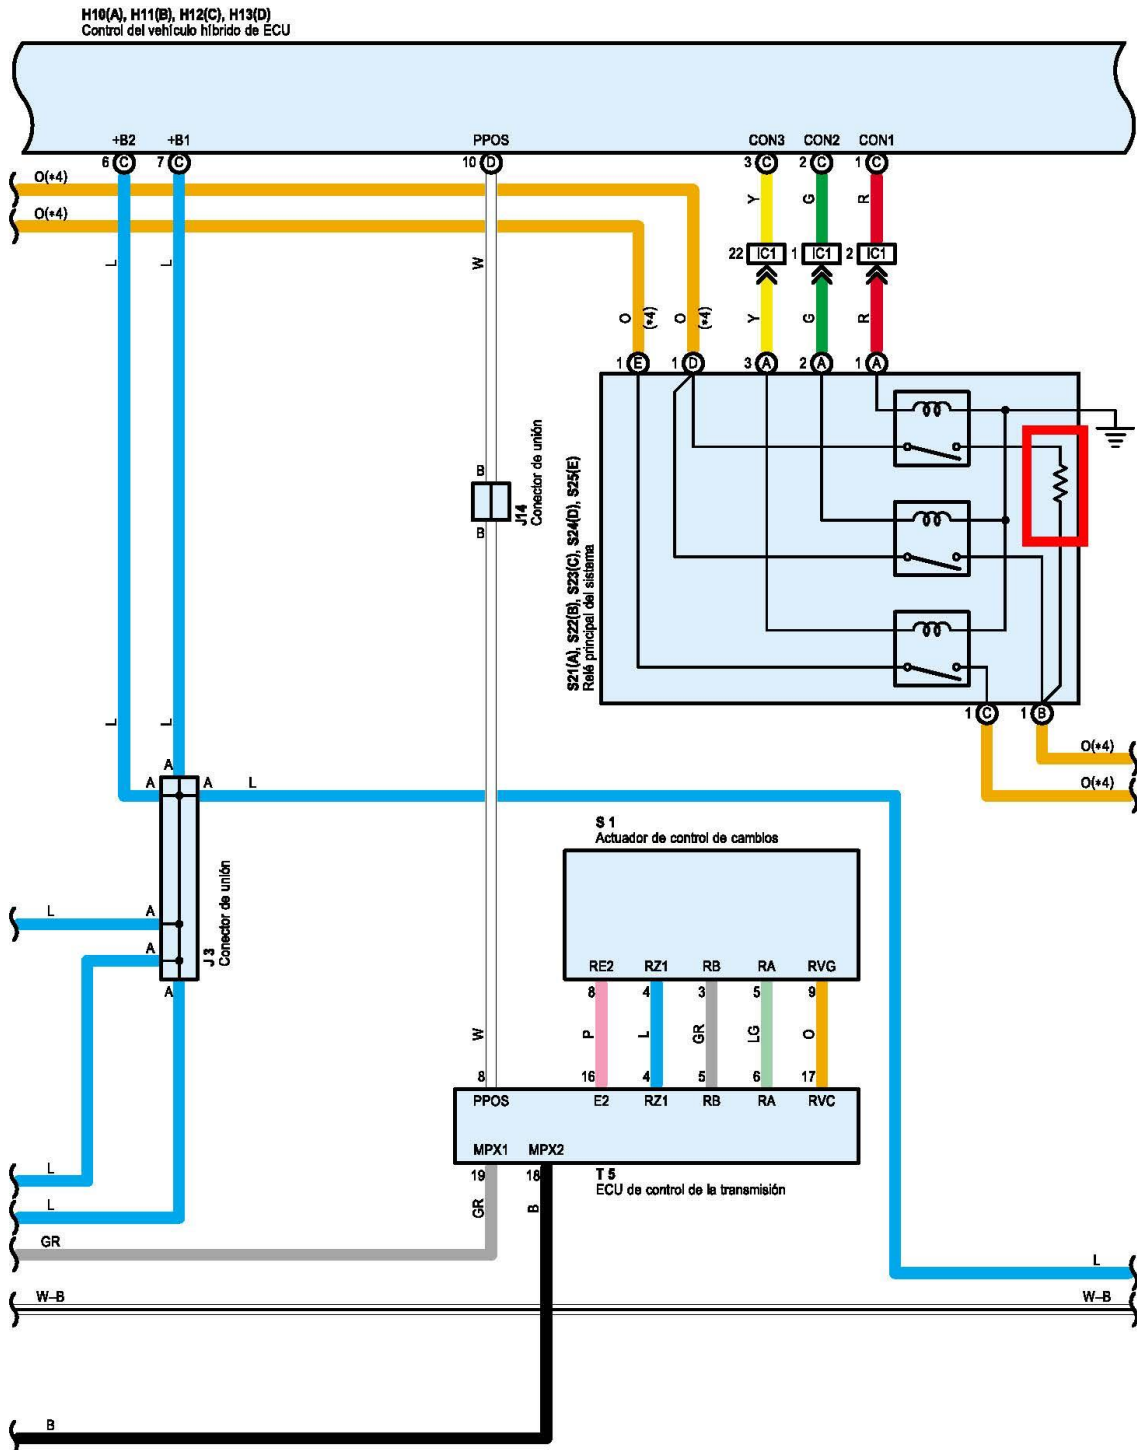 H10(A), H11(B), H12(C), H13(D)
Control del vehículo híbrido de ECU
+B2 +B1 PPOS CON3 CON2 CON1
6 C 7 C 10 D 3 C 2 C 1 C
O(*4)
O(*4)
L L W Y G R
22 IC1 1 IC1 2 IC1
O (*4) O (*4) Y G R
1 E 1 D 3 A 2 A 1 A
B
J14
Conector de unión
B
S21(A), S22(B), S23(C), S24(D), S25(E)
Relé principal del sistema
1 C 1 B
L L
O(*4)
O(*4)
A
A A L
S 1
Actuador de control de cambios
L A
A
J 3
Conector de unión
A
RE2 RZ1 RB RA RVG
8 4 3 5 9
W P L GR LG O
8 16 4 5 6 17
PPOS E2 RZ1 RB RA RVC
MPX1 MPX2
19 18
T 5
ECU de control de la transmisión
GR B
L
L
GR
L
W–B W–B
B